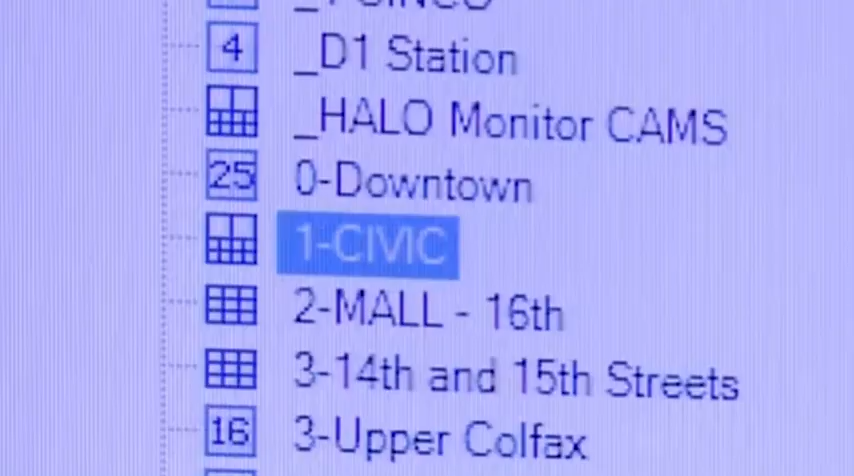 4 _D1 Station
_HALO Monitor CAMS
25 0-Downtown
1-CIVIC
2-MALL - 16th
3-14th and 15th Streets
16 3-Upper Colfax